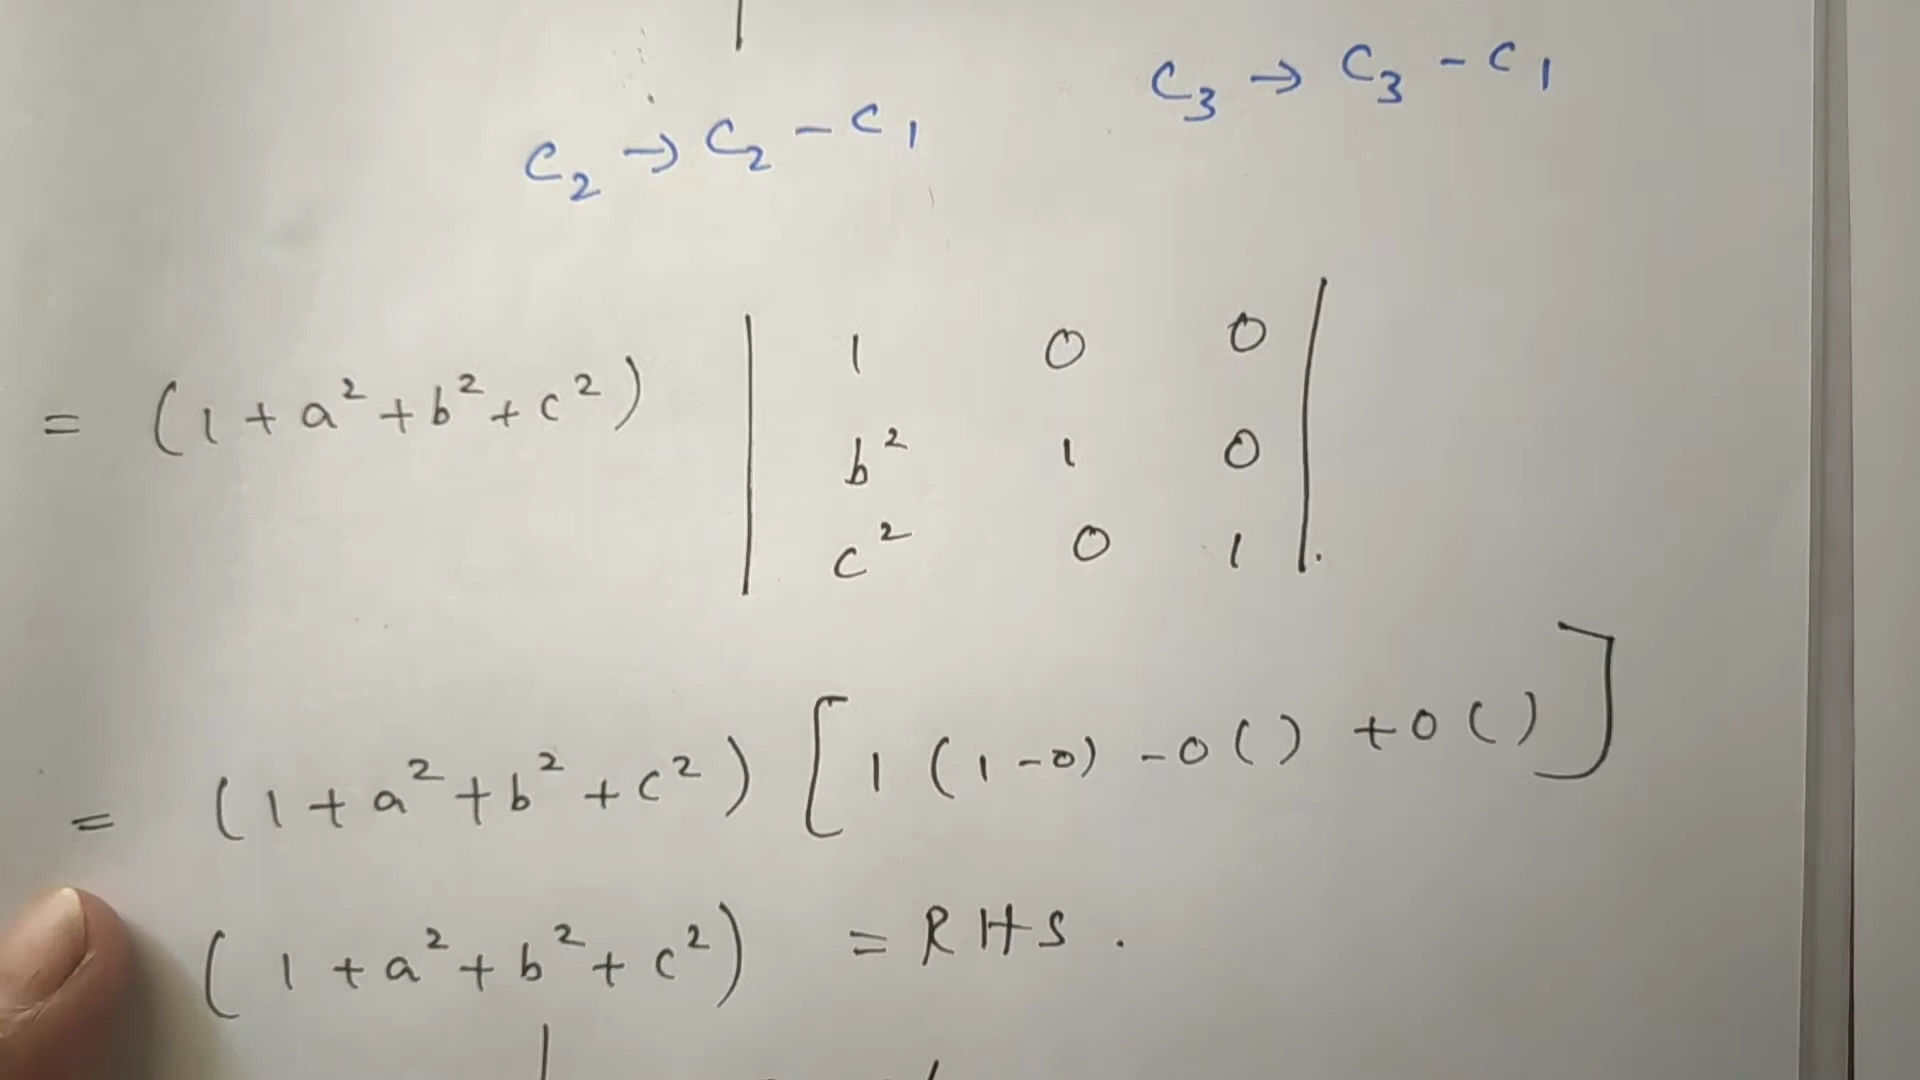 C₂ → C₂ - C₁ C₃ → C₃ - C₁
= (1 + a² + b² + c²) | 1 0 0 |
| b² 1 0 |
| c² 0 1 |.
= (1 + a² + b² + c²) [ 1 (1 - 0) - 0 ( ) + 0 ( ) ]
(1 + a² + b² + c²) = RHS.